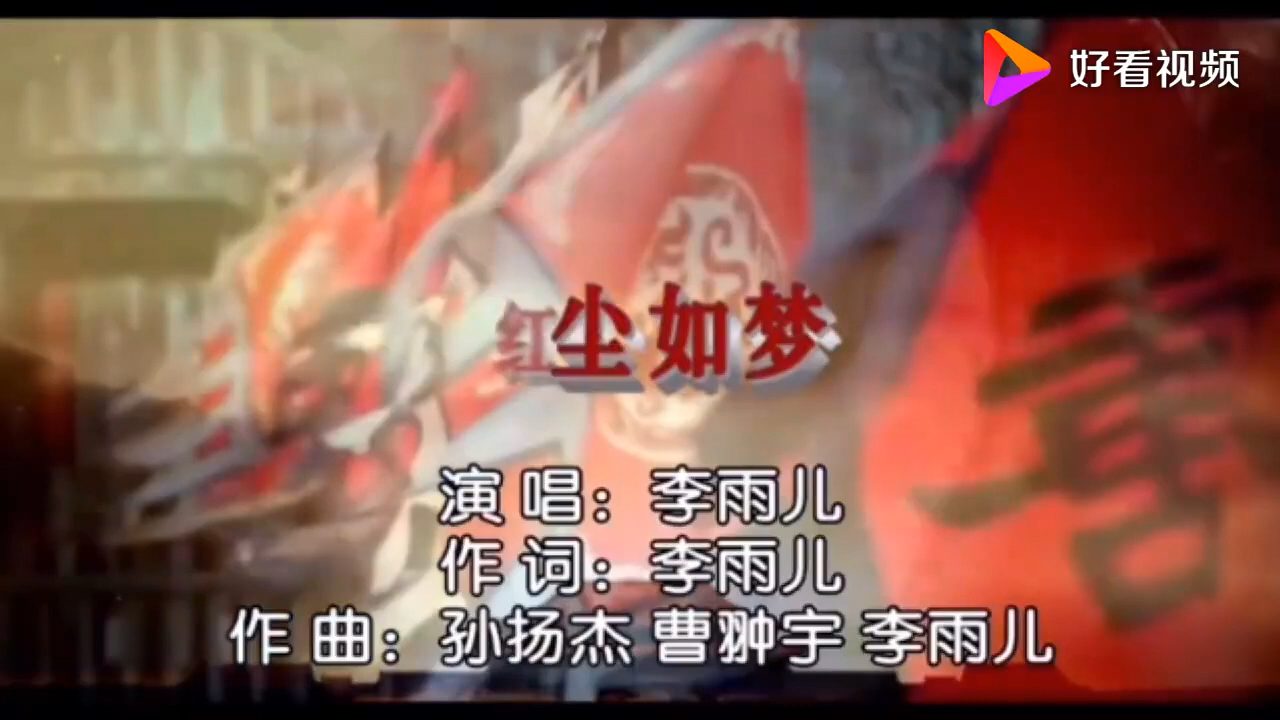 好看视频
红尘如梦
演唱：李雨儿
作词：李雨儿
作曲：孙扬杰 曹翀宇 李雨儿